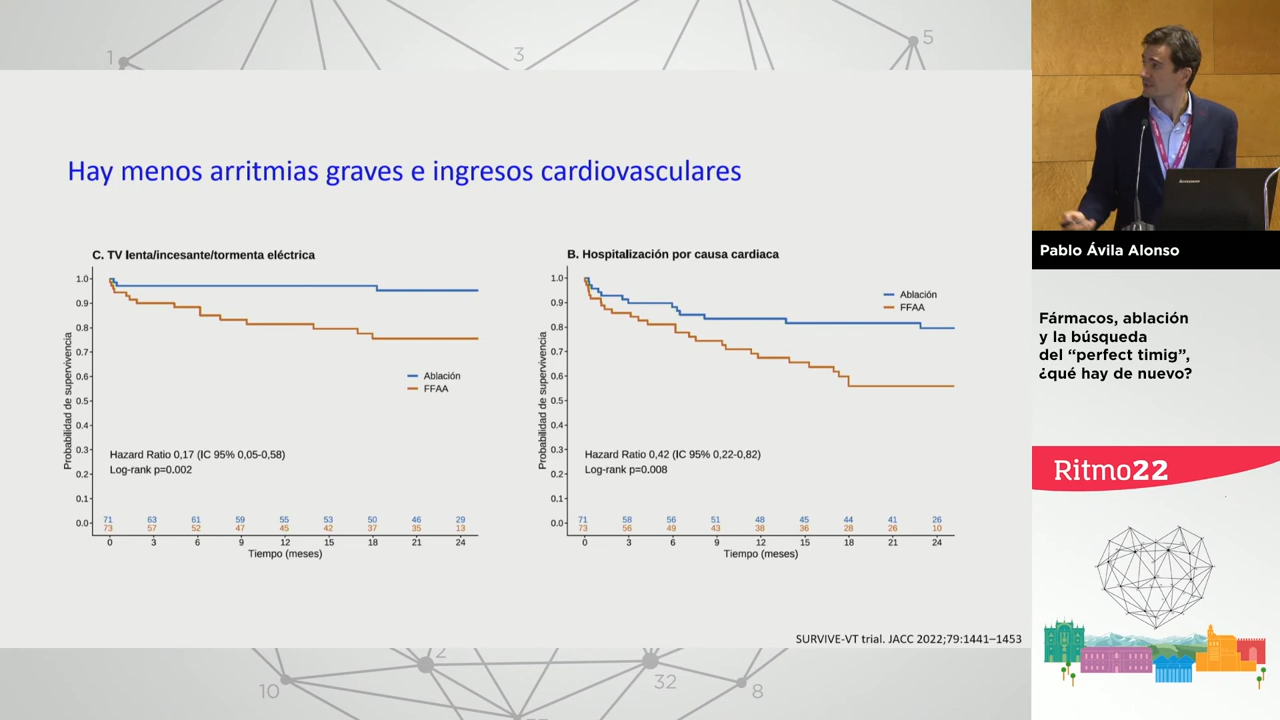 1
3
5
Hay menos arritmias graves e ingresos cardiovasculares
C. TV lenta/incesante/tormenta eléctrica
Probabilidad de supervivencia
1.0
0.9
0.8
0.7
0.6
0.5
0.4
0.3
0.2
0.1
0.0
Ablación
FFAA
Hazard Ratio 0,17 (IC 95% 0,05-0,58)
Log-rank p=0.002
71 63 61 59 55 53 50 46 29
73 57 52 47 45 42 37 35 13
0 3 6 9 12 15 18 21 24
Tiempo (meses)
B. Hospitalización por causa cardiaca
Probabilidad de supervivencia
1.0
0.9
0.8
0.7
0.6
0.5
0.4
0.3
0.2
0.1
0.0
Ablación
FFAA
Hazard Ratio 0,42 (IC 95% 0,22-0,82)
Log-rank p=0.008
71 58 56 51 48 45 44 41 26
73 56 49 43 38 36 28 26 10
0 3 6 9 12 15 18 21 24
Tiempo (meses)
SURVIVE-VT trial. JACC 2022;79:1441–1453
2
32
10
8
Pablo Ávila Alonso
Fármacos, ablación
y la búsqueda
del “perfect timig”,
¿qué hay de nuevo?
Ritmo22